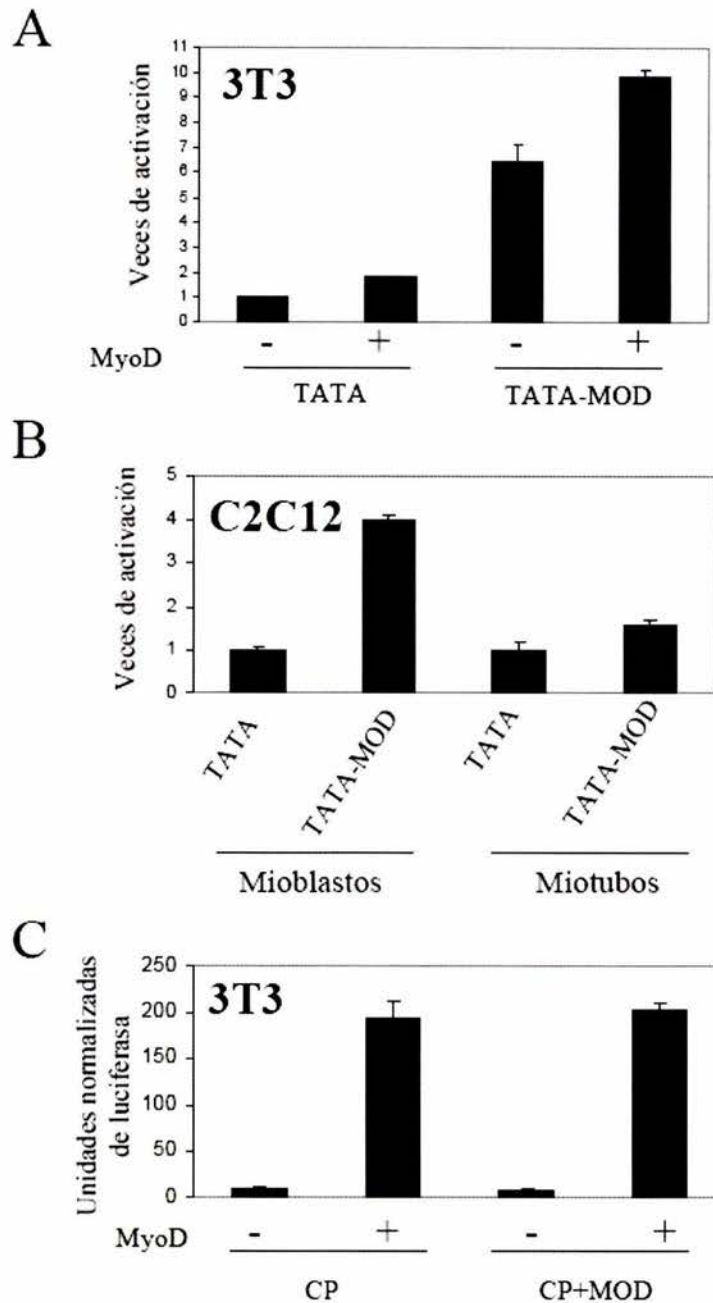 A
11
10
9
8
7
6
5
4
3
2
1
0
Veces de activación
3T3
MyoD - + - +
TATA TATA-MOD
B
5
4
3
2
1
0
Veces de activación
C2C12
TATA TATA-MOD TATA TATA-MOD
Mioblastos Miotubos
C
250
200
150
100
50
0
Unidades normalizadas
de luciferasa
3T3
MyoD - + - +
CP CP+MOD